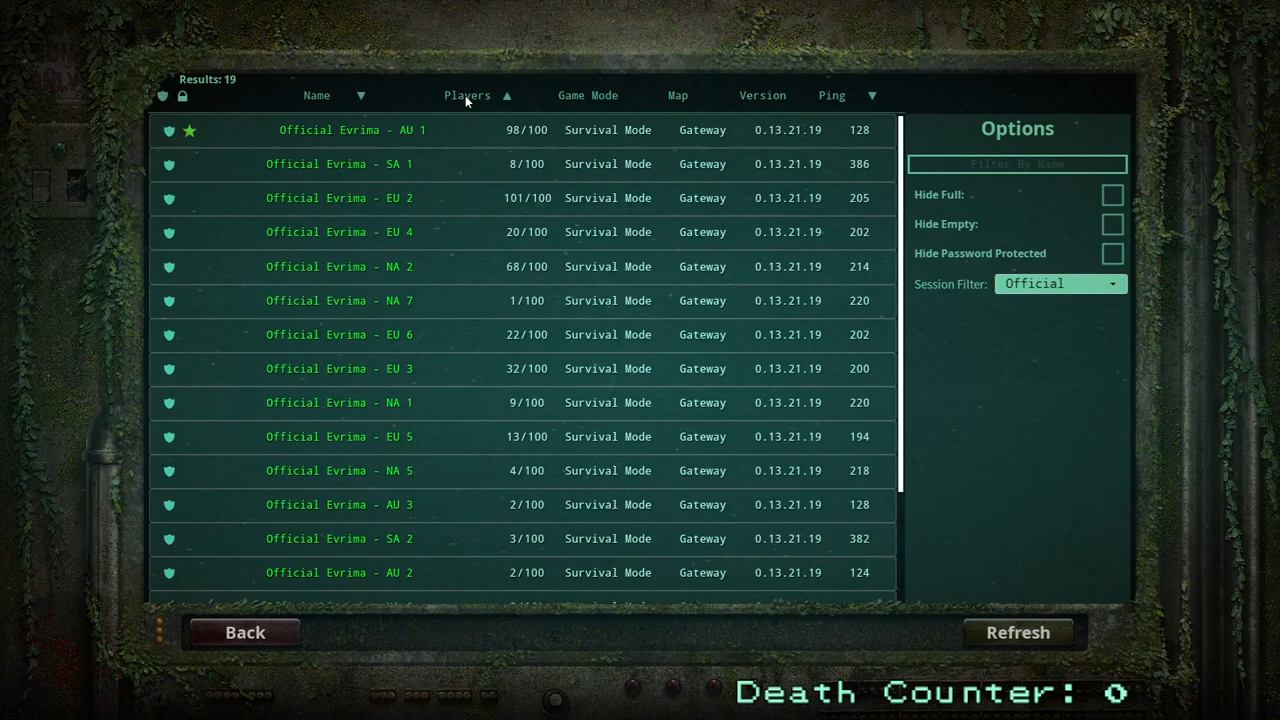 Results: 19
Name ▼ Players ▲ Game Mode Map Version Ping ▼
Official Evrima - AU 1 98/100 Survival Mode Gateway 0.13.21.19 128
Official Evrima - SA 1 8/100 Survival Mode Gateway 0.13.21.19 386
Official Evrima - EU 2 101/100 Survival Mode Gateway 0.13.21.19 205
Official Evrima - EU 4 20/100 Survival Mode Gateway 0.13.21.19 202
Official Evrima - NA 2 68/100 Survival Mode Gateway 0.13.21.19 214
Official Evrima - NA 7 1/100 Survival Mode Gateway 0.13.21.19 220
Official Evrima - EU 6 22/100 Survival Mode Gateway 0.13.21.19 202
Official Evrima - EU 3 32/100 Survival Mode Gateway 0.13.21.19 200
Official Evrima - NA 1 9/100 Survival Mode Gateway 0.13.21.19 220
Official Evrima - EU 5 13/100 Survival Mode Gateway 0.13.21.19 194
Official Evrima - NA 5 4/100 Survival Mode Gateway 0.13.21.19 218
Official Evrima - AU 3 2/100 Survival Mode Gateway 0.13.21.19 128
Official Evrima - SA 2 3/100 Survival Mode Gateway 0.13.21.19 382
Official Evrima - AU 2 2/100 Survival Mode Gateway 0.13.21.19 124
Options
Filter By Name
Hide Full:
Hide Empty:
Hide Password Protected
Session Filter: Official
Back
Refresh
Death Counter: 0